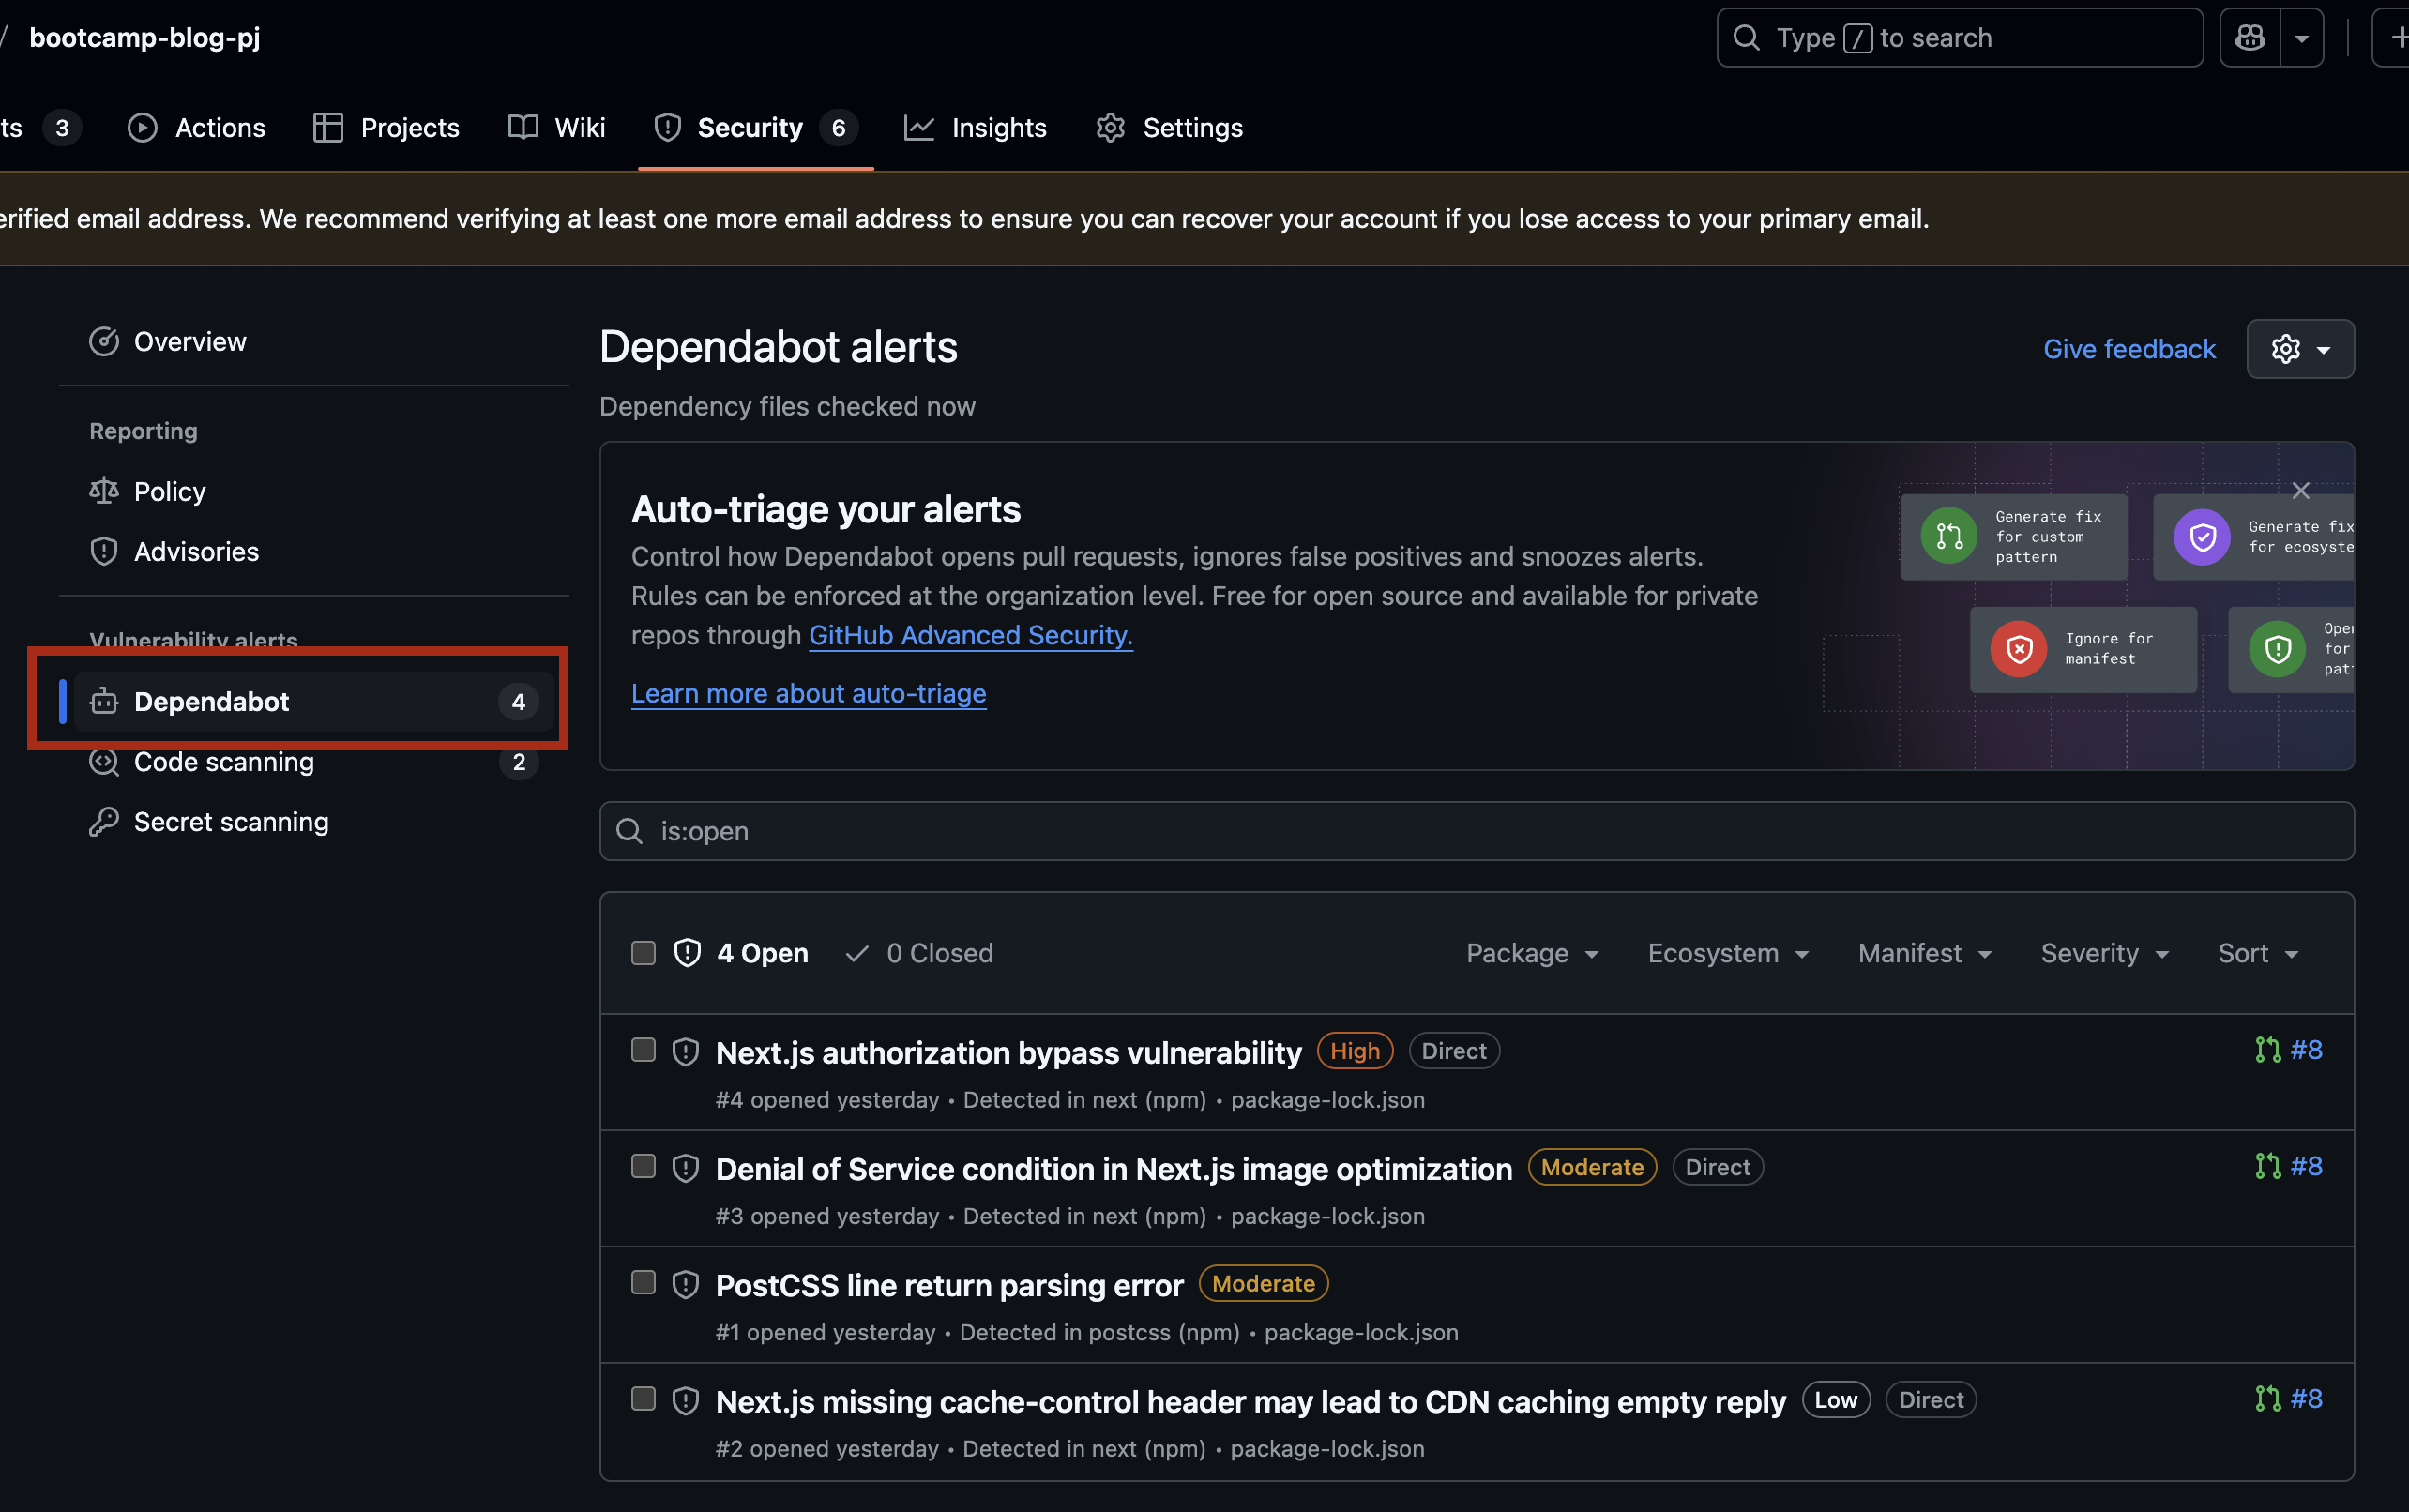 / bootcamp-blog-pj
Type / to search
ts 3 Actions Projects Wiki Security 6 Insights Settings
erified email address. We recommend verifying at least one more email address to ensure you can recover your account if you lose access to your primary email.
Overview
Reporting
Policy
Advisories
Vulnerability alerts
Dependabot 4
Code scanning 2
Secret scanning
Dependabot alerts
Give feedback
Dependency files checked now
Auto-triage your alerts
Control how Dependabot opens pull requests, ignores false positives and snoozes alerts.
Rules can be enforced at the organization level. Free for open source and available for private
repos through GitHub Advanced Security.
Learn more about auto-triage
Generate fix
for custom
pattern
Generate fix
for ecosyste
Ignore for
manifest
Oper
for
pat
is:open
4 Open 0 Closed Package Ecosystem Manifest Severity Sort
Next.js authorization bypass vulnerability High Direct #8
#4 opened yesterday • Detected in next (npm) • package-lock.json
Denial of Service condition in Next.js image optimization Moderate Direct #8
#3 opened yesterday • Detected in next (npm) • package-lock.json
PostCSS line return parsing error Moderate
#1 opened yesterday • Detected in postcss (npm) • package-lock.json
Next.js missing cache-control header may lead to CDN caching empty reply Low Direct #8
#2 opened yesterday • Detected in next (npm) • package-lock.json